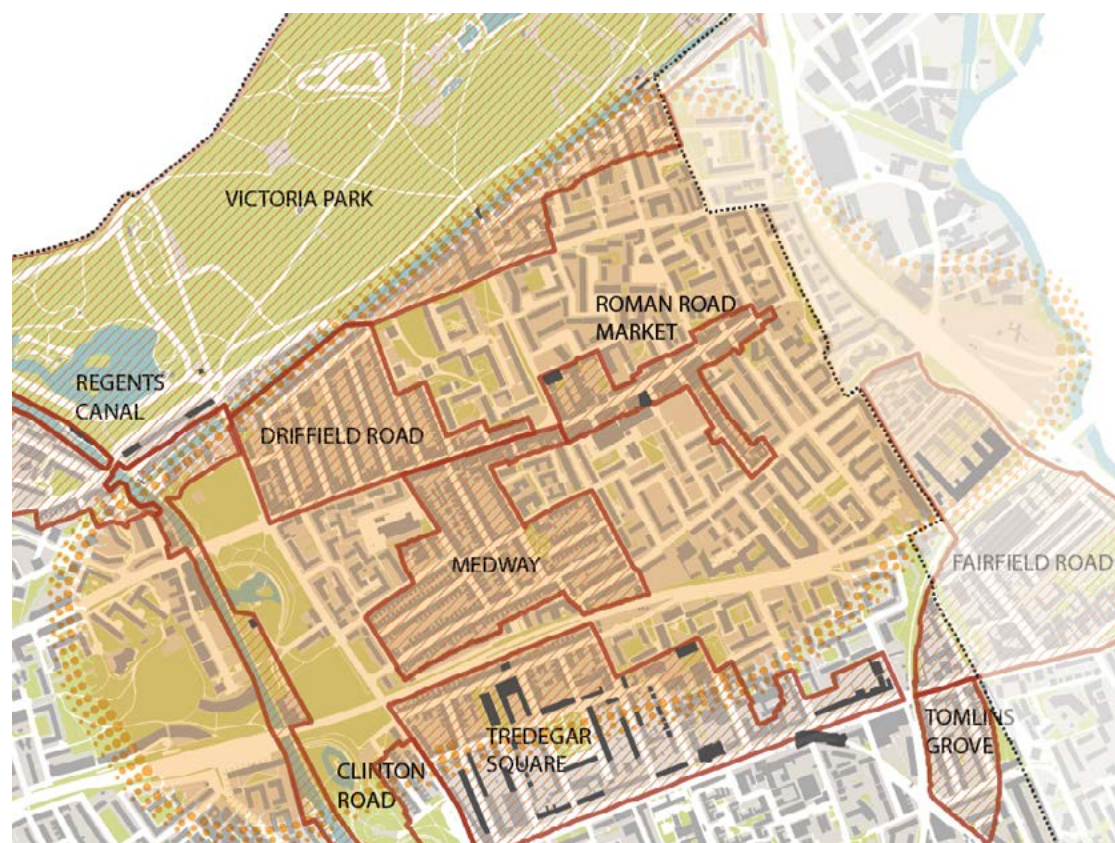 VICTORIA PARK
ROMAN ROAD
MARKET
REGENTS
CANAL
DRIFFIELD ROAD
MEDWAY
FAIRFIELD ROAD
TREDEGAR
SQUARE
TOMLINS
GROVE
CLINTON
ROAD